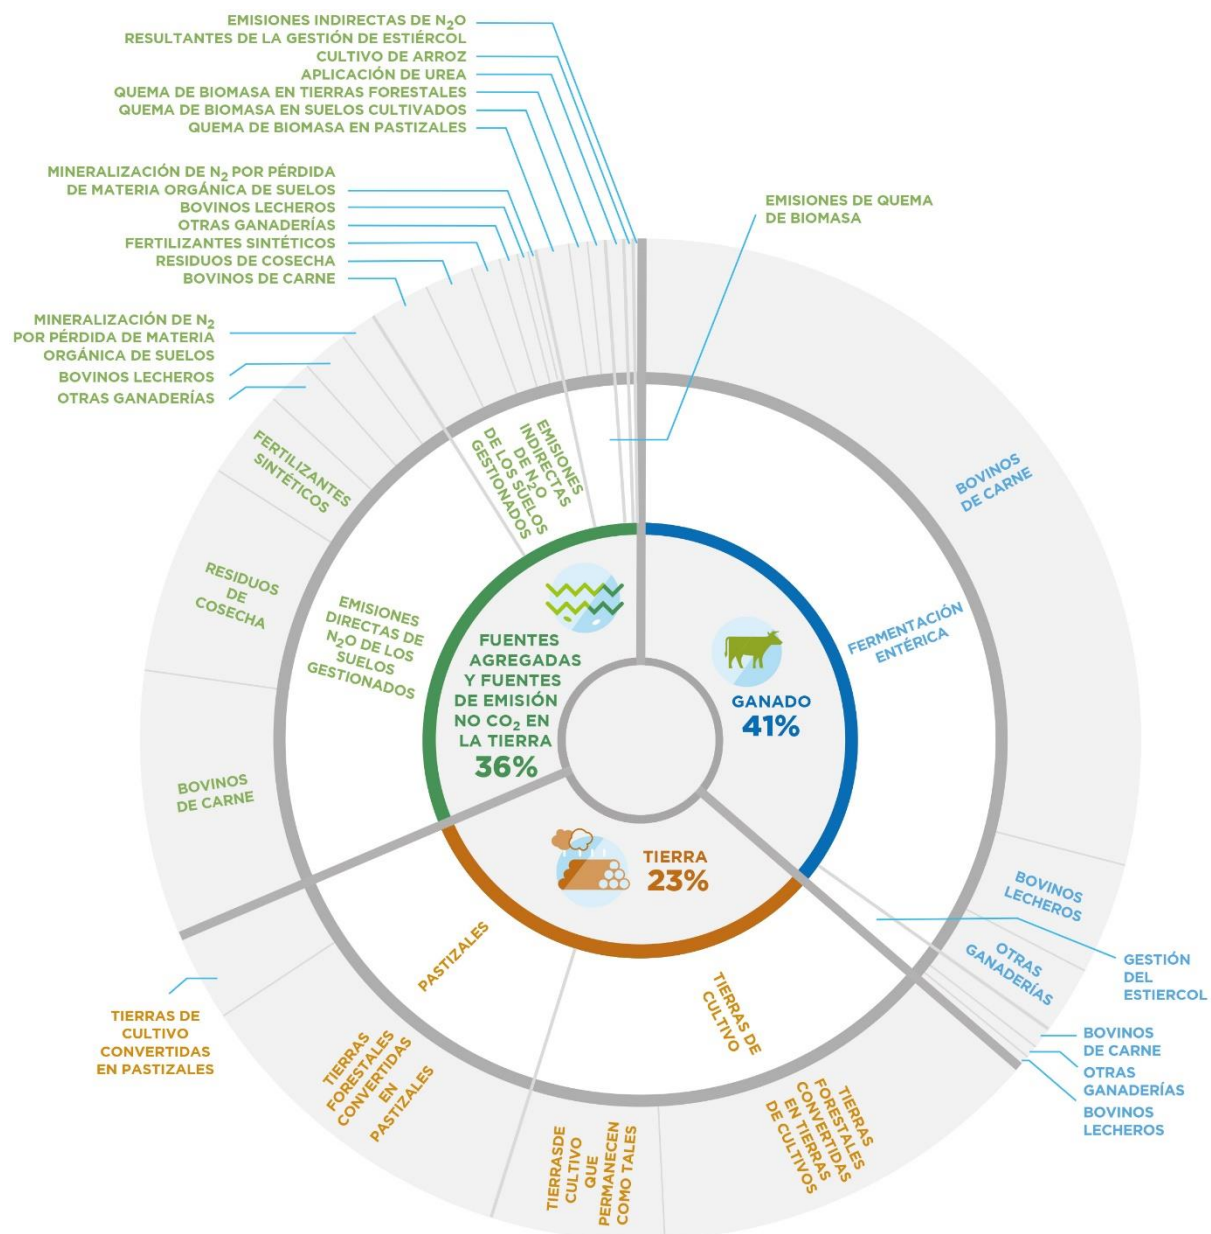 EMISIONES INDIRECTAS DE N₂O
RESULTANTES DE LA GESTIÓN DE ESTIÉRCOL
CULTIVO DE ARROZ
APLICACIÓN DE UREA
QUEMA DE BIOMASA EN TIERRAS FORESTALES
QUEMA DE BIOMASA EN SUELOS CULTIVADOS
QUEMA DE BIOMASA EN PASTIZALES
MINERALIZACIÓN DE N₂ POR PÉRDIDA
DE MATERIA ORGÁNICA DE SUELOS
BOVINOS LECHEROS
OTRAS GANADERÍAS
FERTILIZANTES SINTÉTICOS
RESIDUOS DE COSECHA
BOVINOS DE CARNE
MINERALIZACIÓN DE N₂
POR PÉRDIDA DE MATERIA
ORGÁNICA DE SUELOS
BOVINOS LECHEROS
OTRAS GANADERÍAS
EMISIONES DE QUEMA
DE BIOMASA
FERTILIZANTES
SINTÉTICOS
RESIDUOS
DE
COSECHA
BOVINOS
DE CARNE
EMISIONES
INDIRECTAS
DE N₂O
DE LOS SUELOS
GESTIONADOS
EMISIONES
DIRECTAS DE
N₂O DE LOS
SUELOS
GESTIONADOS
FUENTES
AGREGADAS
Y FUENTES
DE EMISIÓN
NO CO₂ EN
LA TIERRA
36%
GANADO
41%
TIERRA
23%
BOVINOS
DE CARNE
FERMENTACIÓN
ENTÉRICA
BOVINOS
LECHEROS
OTRAS
GANADERÍAS
GESTIÓN
DEL
ESTIERCOL
BOVINOS
DE CARNE
OTRAS
GANADERÍAS
BOVINOS
LECHEROS
PASTIZALES
TIERRAS DE
CULTIVO
TIERRAS DE
CULTIVO
CONVERTIDAS
EN PASTIZALES
TIERRAS
FORESTALES
CONVERTIDAS
EN
PASTIZALES
TIERRASDE
CULTIVO
QUE
PERMANECEN
COMO TALES
TIERRAS
FORESTALES
CONVERTIDAS
EN TIERRAS
DE CULTIVOS